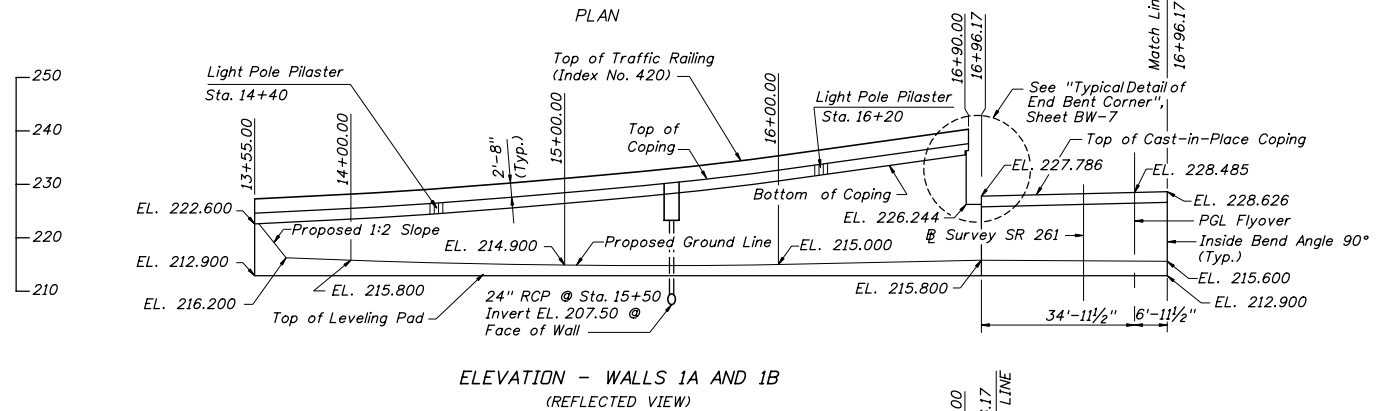 PLAN
250
240
230
220
210
Light Pole Pilaster
Sta. 14+40
Top of Traffic Railing
(Index No. 420)
Light Pole Pilaster
Sta. 16+20
13+55.00
14+00.00
15+00.00
16+00.00
16+90.00
16+96.17
Match Lin
16+96.17
2'-8"
(Typ.)
Top of
Coping
See "Typical Detail of
End Bent Corner",
Sheet BW-7
Top of Cast-in-Place Coping
EL. 227.786
EL. 228.485
Bottom of Coping
EL. 222.600
EL. 226.244
EL. 228.626
PGL Flyover
Proposed 1:2 Slope
EL. 214.900
Proposed Ground Line
EL. 215.000
B Survey SR 261
Inside Bend Angle 90°
(Typ.)
EL. 212.900
EL. 216.200
EL. 215.800
EL. 215.800
EL. 215.600
EL. 212.900
Top of Leveling Pad
24" RCP @ Sta. 15+50
Invert EL. 207.50 @
Face of Wall
34'-11½"
6'-11½"
ELEVATION - WALLS 1A AND 1B
(REFLECTED VIEW)
.00
.17
LINE